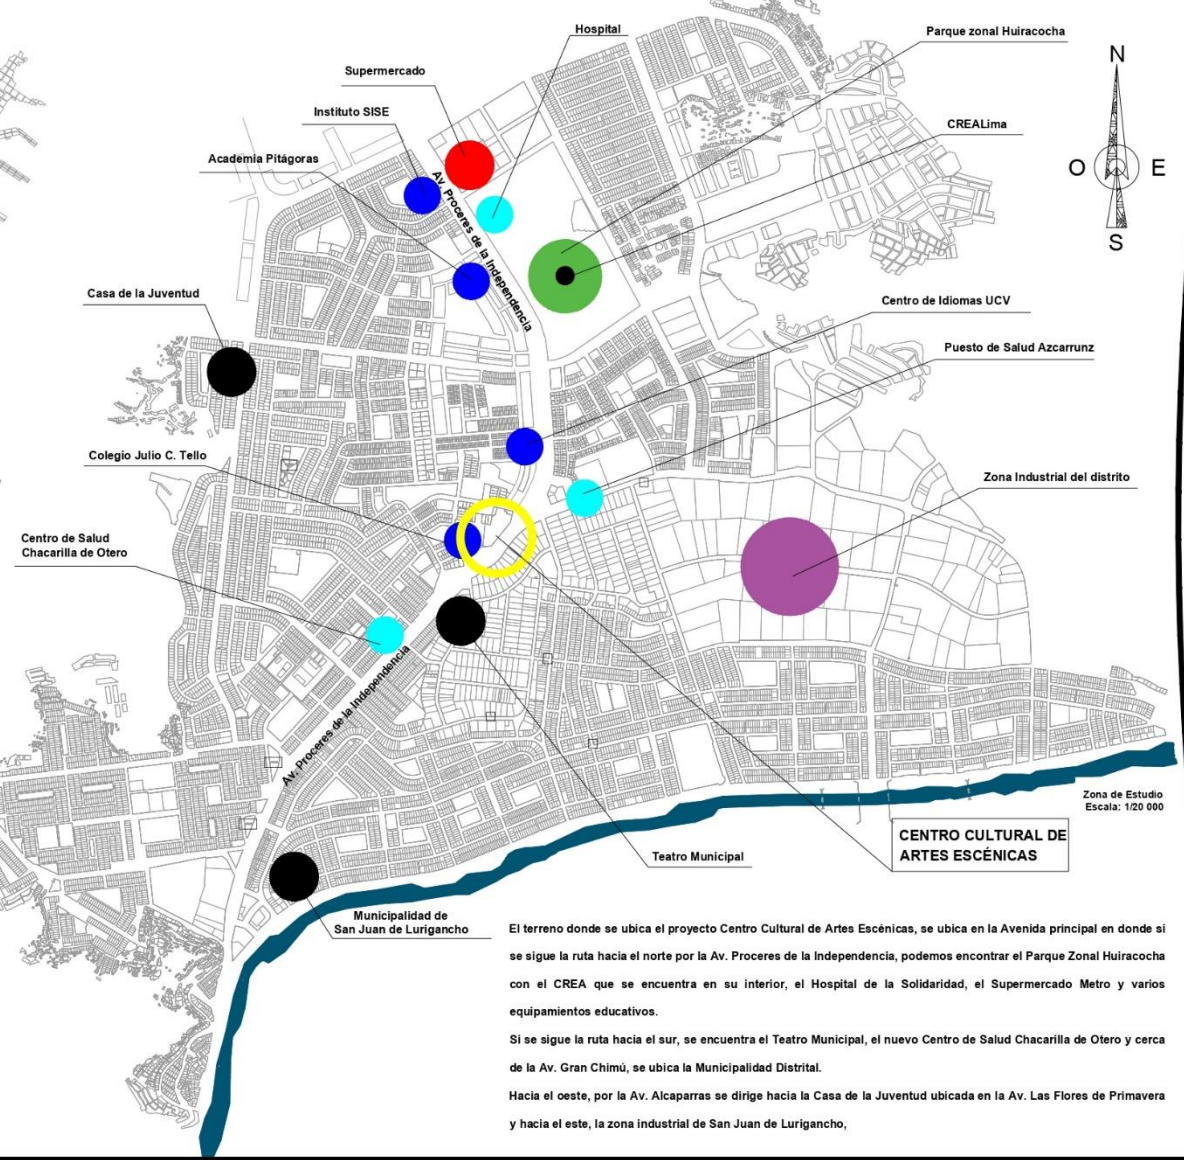 Hospital
Parque zonal Huiracocha
N
Supermercado
Instituto SISE
CREALima
Academia Pitágoras
O
E
Av. Proceres de la Independencia
S
Casa de la Juventud
Centro de Idiomas UCV
Puesto de Salud Azcarrunz
Colegio Julio C. Tello
Zona Industrial del distrito
Centro de Salud
Chacarilla de Otero
Av. Proceres de la Independencia
Zona de Estudio
Escala: 1/20 000
CENTRO CULTURAL DE
ARTES ESCÉNICAS
Teatro Municipal
Municipalidad de
San Juan de Lurigancho
El terreno donde se ubica el proyecto Centro Cultural de Artes Escénicas, se ubica en la Avenida principal en donde si
se sigue la ruta hacia el norte por la Av. Proceres de la Independencia, podemos encontrar el Parque Zonal Huiracocha
con el CREA que se encuentra en su interior, el Hospital de la Solidaridad, el Supermercado Metro y varios
equipamientos educativos.
Si se sigue la ruta hacia el sur, se encuentra el Teatro Municipal, el nuevo Centro de Salud Chacarilla de Otero y cerca
de la Av. Gran Chimú, se ubica la Municipalidad Distrital.
Hacia el oeste, por la Av. Alcaparras se dirige hacia la Casa de la Juventud ubicada en la Av. Las Flores de Primavera
y hacia el este, la zona industrial de San Juan de Lurigancho,